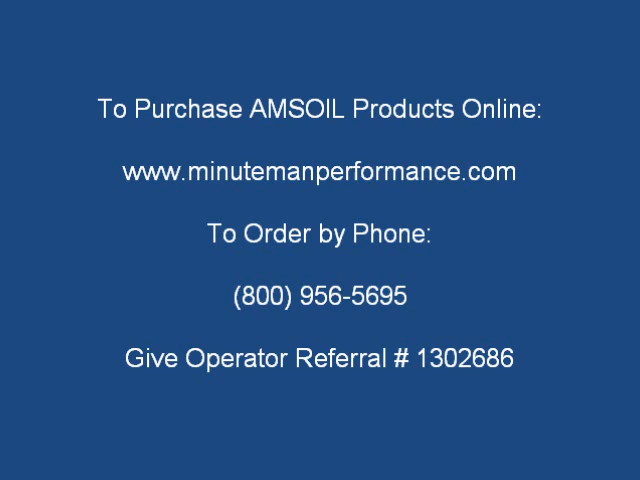 To Purchase AMSOIL Products Online:
www.minutemanperformance.com
To Order by Phone:
(800) 956-5695
Give Operator Referral # 1302686